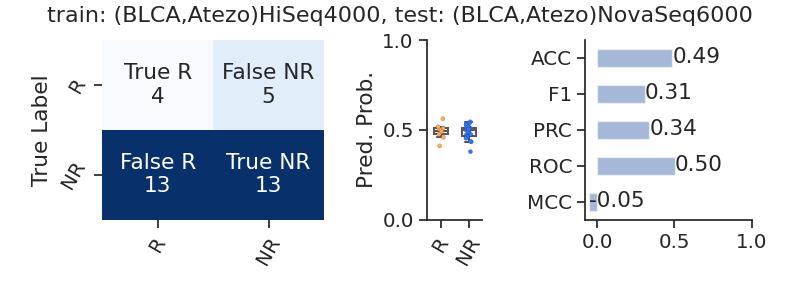 train: (BLCA,Atezo)HiSeq4000, test: (BLCA,Atezo)NovaSeq6000
True Label
R
NR
True R
4
False NR
5
False R
13
True NR
13
R
NR
Pred. Prob.
1.0
0.5
0.0
R
NR
ACC
0.49
F1
0.31
PRC
0.34
ROC
0.50
MCC
-0.05
0.0
0.5
1.0